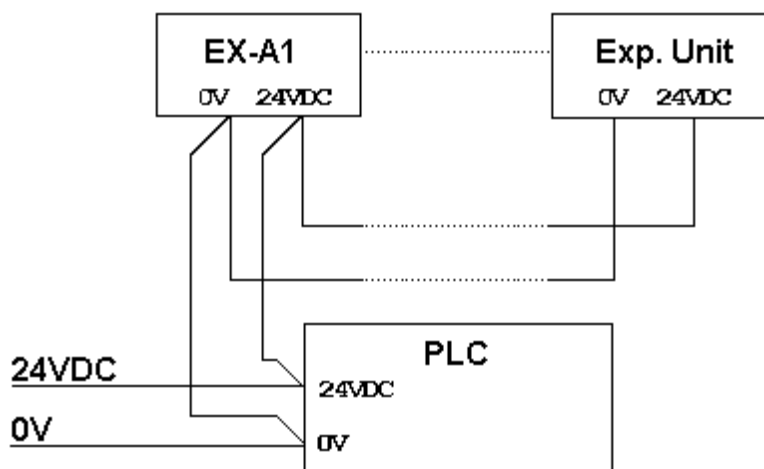 EX-A1
0V 24VDC
Exp. Unit
0V 24VDC
PLC
24VDC
24VDC
0V
0V